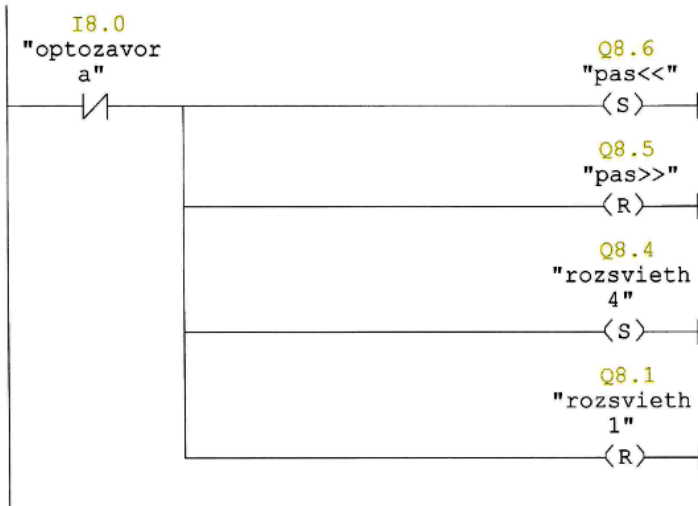 I8.0
"optozavor
a"
Q8.6
"pas<<"
(S)
Q8.5
"pas>>"
(R)
Q8.4
"rozsvieth
4"
(S)
Q8.1
"rozsvieth
1"
(R)